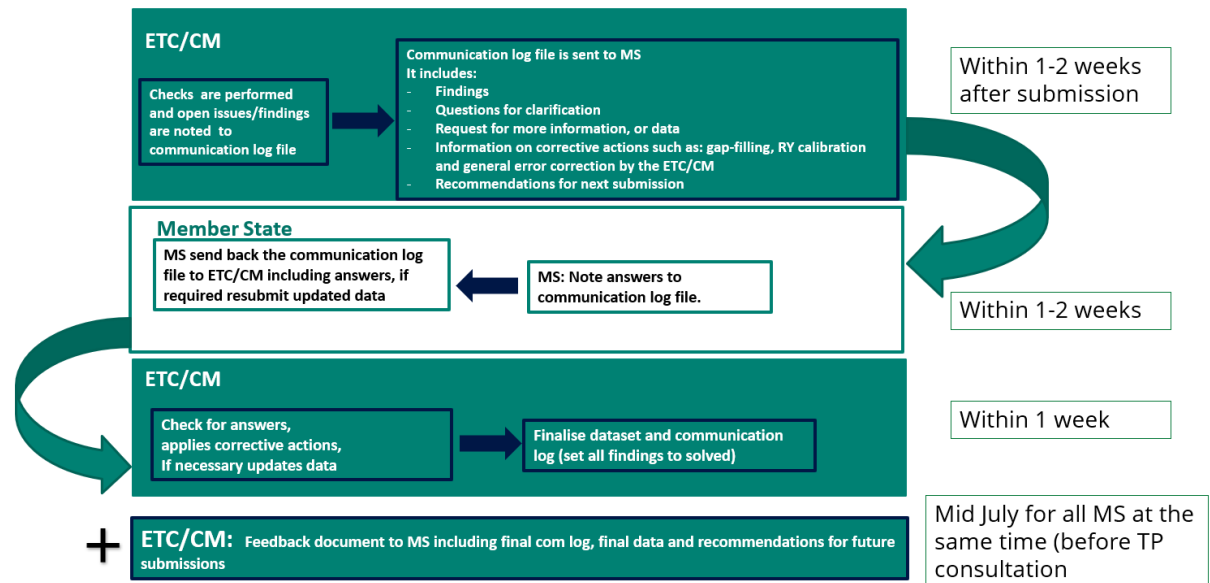 ETC/CM
Checks are performed
and open issues/findings
are noted to
communication log file
Communication log file is sent to MS
It includes:
- Findings
- Questions for clarification
- Request for more information, or data
- Information on corrective actions such as: gap-filling, RY calibration
and general error correction by the ETC/CM
- Recommendations for next submission
Within 1-2 weeks
after submission
Member State
MS send back the communication log
file to ETC/CM including answers, if
required resubmit updated data
MS: Note answers to
communication log file.
Within 1-2 weeks
ETC/CM
Check for answers,
applies corrective actions,
If necessary updates data
Finalise dataset and communication
log (set all findings to solved)
Within 1 week
+
ETC/CM: Feedback document to MS including final com log, final data and recommendations for future
submissions
Mid July for all MS at the
same time (before TP
consultation